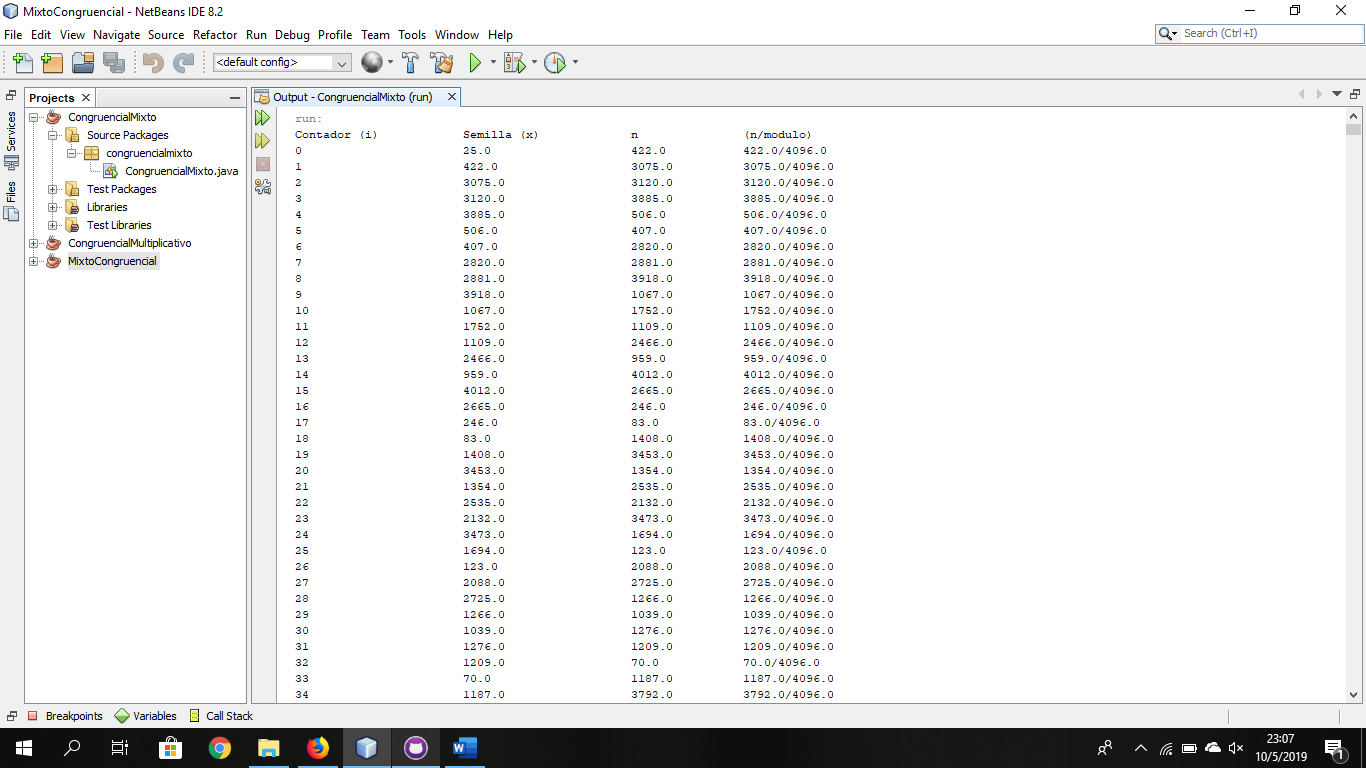 MixtoCongruencial - NetBeans IDE 8.2
File Edit View Navigate Source Refactor Run Debug Profile Team Tools Window Help
Search (Ctrl+I)
<default config>
Projects
Services
Files
CongruencialMixto
Source Packages
congruencialmixto
CongruencialMixto.java
Test Packages
Libraries
Test Libraries
CongruencialMultiplicativo
MixtoCongruencial
Output - CongruencialMixto (run)
run:
Contador (i) Semilla (x) n (n/modulo)
0 25.0 422.0 422.0/4096.0
1 422.0 3075.0 3075.0/4096.0
2 3075.0 3120.0 3120.0/4096.0
3 3120.0 3885.0 3885.0/4096.0
4 3885.0 506.0 506.0/4096.0
5 506.0 407.0 407.0/4096.0
6 407.0 2820.0 2820.0/4096.0
7 2820.0 2881.0 2881.0/4096.0
8 2881.0 3918.0 3918.0/4096.0
9 3918.0 1067.0 1067.0/4096.0
10 1067.0 1752.0 1752.0/4096.0
11 1752.0 1109.0 1109.0/4096.0
12 1109.0 2466.0 2466.0/4096.0
13 2466.0 959.0 959.0/4096.0
14 959.0 4012.0 4012.0/4096.0
15 4012.0 2665.0 2665.0/4096.0
16 2665.0 246.0 246.0/4096.0
17 246.0 83.0 83.0/4096.0
18 83.0 1408.0 1408.0/4096.0
19 1408.0 3453.0 3453.0/4096.0
20 3453.0 1354.0 1354.0/4096.0
21 1354.0 2535.0 2535.0/4096.0
22 2535.0 2132.0 2132.0/4096.0
23 2132.0 3473.0 3473.0/4096.0
24 3473.0 1694.0 1694.0/4096.0
25 1694.0 123.0 123.0/4096.0
26 123.0 2088.0 2088.0/4096.0
27 2088.0 2725.0 2725.0/4096.0
28 2725.0 1266.0 1266.0/4096.0
29 1266.0 1039.0 1039.0/4096.0
30 1039.0 1276.0 1276.0/4096.0
31 1276.0 1209.0 1209.0/4096.0
32 1209.0 70.0 70.0/4096.0
33 70.0 1187.0 1187.0/4096.0
34 1187.0 3792.0 3792.0/4096.0
Breakpoints Variables Call Stack
23:07
10/5/2019
1